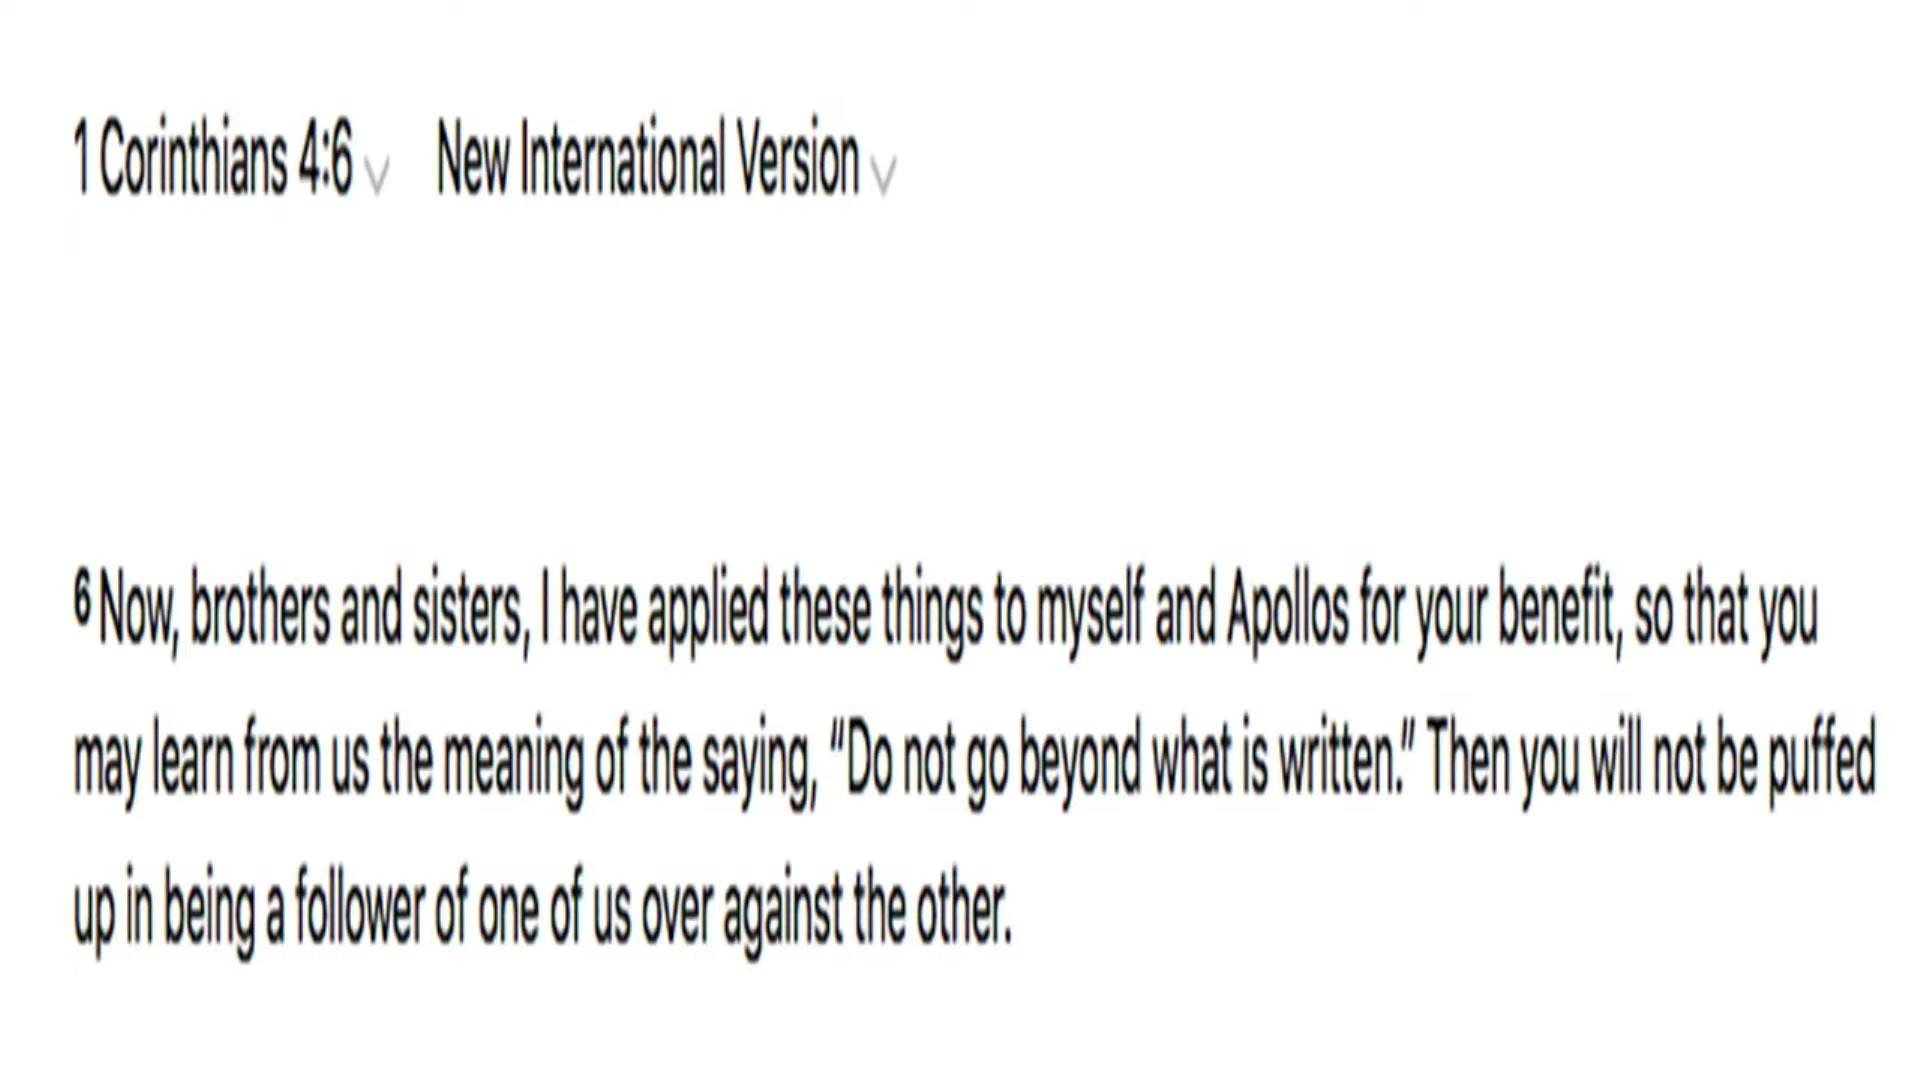 1 Corinthians 4:6 New International Version
6 Now, brothers and sisters, I have applied these things to myself and Apollos for your benefit, so that you
may learn from us the meaning of the saying, “Do not go beyond what is written.” Then you will not be puffed
up in being a follower of one of us over against the other.